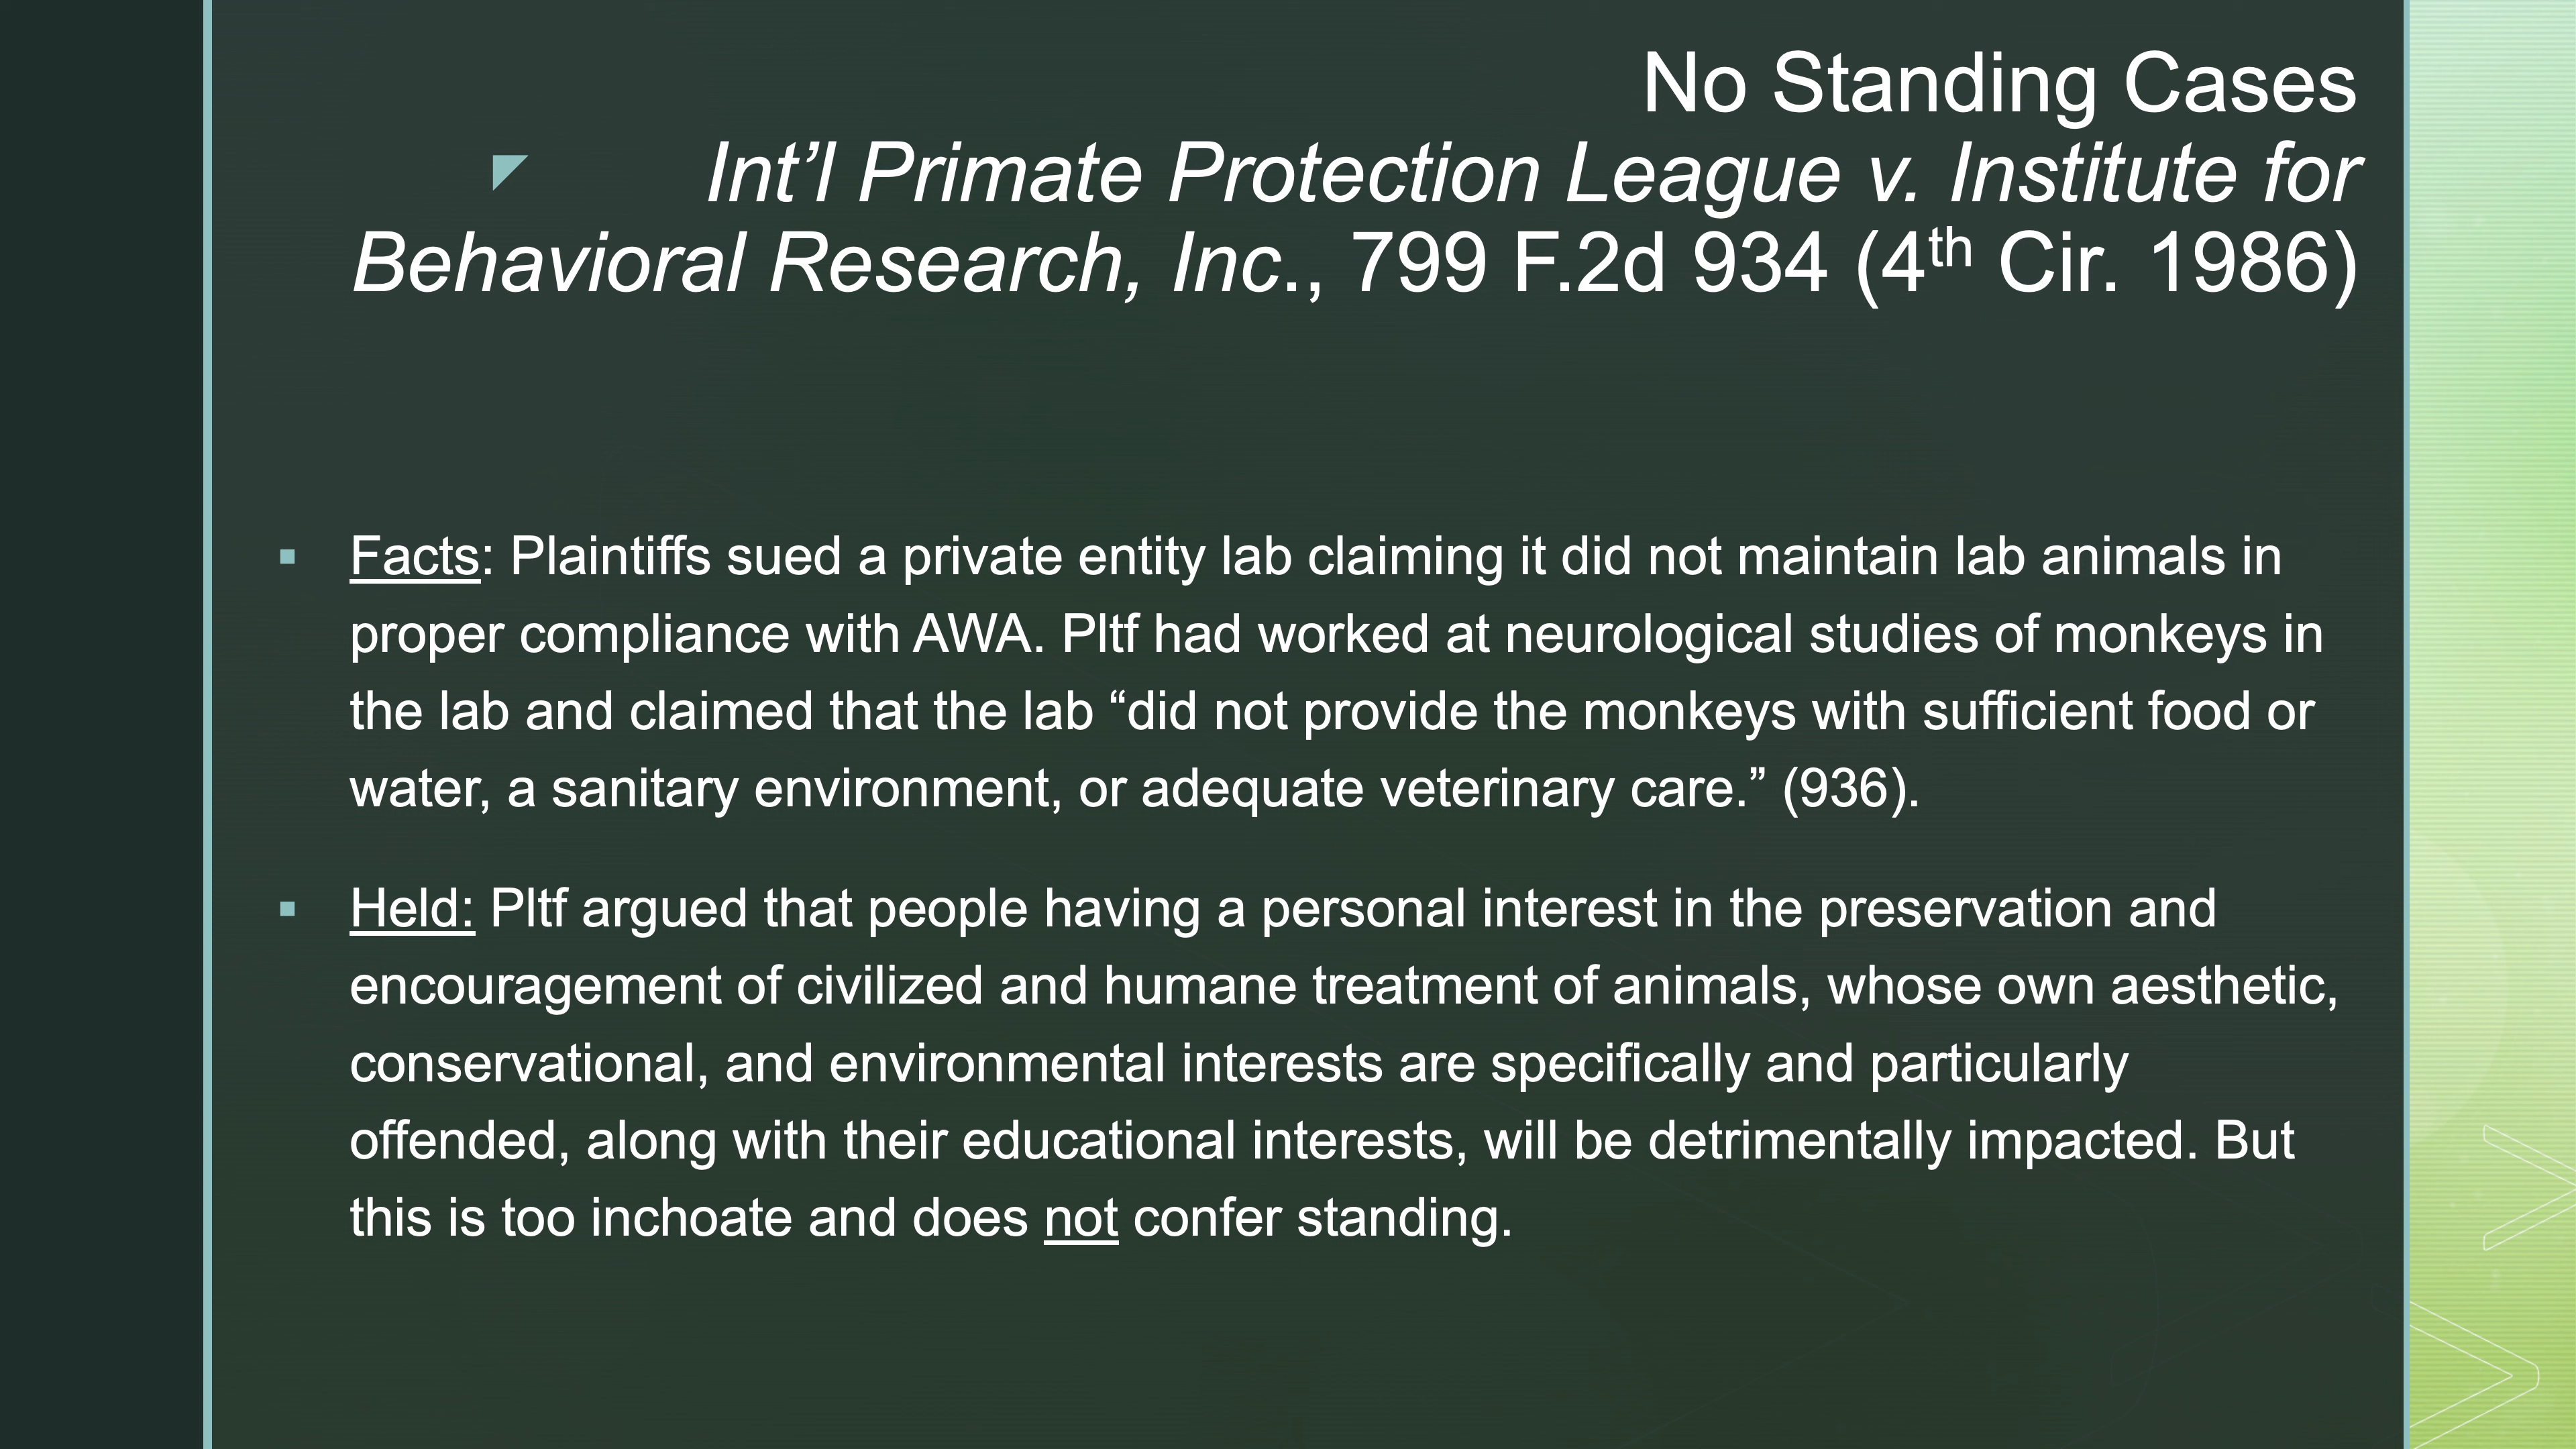 No Standing Cases
Int’l Primate Protection League v. Institute for
Behavioral Research, Inc., 799 F.2d 934 (4th Cir. 1986)
▪ Facts: Plaintiffs sued a private entity lab claiming it did not maintain lab animals in
proper compliance with AWA. Pltf had worked at neurological studies of monkeys in
the lab and claimed that the lab “did not provide the monkeys with sufficient food or
water, a sanitary environment, or adequate veterinary care.” (936).
▪ Held: Pltf argued that people having a personal interest in the preservation and
encouragement of civilized and humane treatment of animals, whose own aesthetic,
conservational, and environmental interests are specifically and particularly
offended, along with their educational interests, will be detrimentally impacted. But
this is too inchoate and does not confer standing.